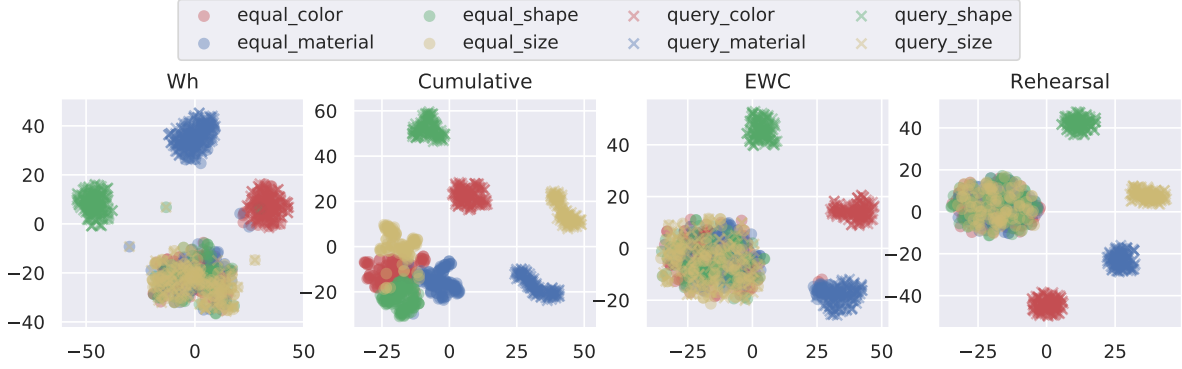 equal_color equal_shape query_color query_shape
equal_material equal_size query_material query_size
Wh Cumulative EWC Rehearsal
40 20 0 −20 −40
−50 0 50
60 40 20 0 −20
−25 0 25 50
40 20 0 −20
−25 0 25 50
40 20 0 −20 −40
−25 0 25